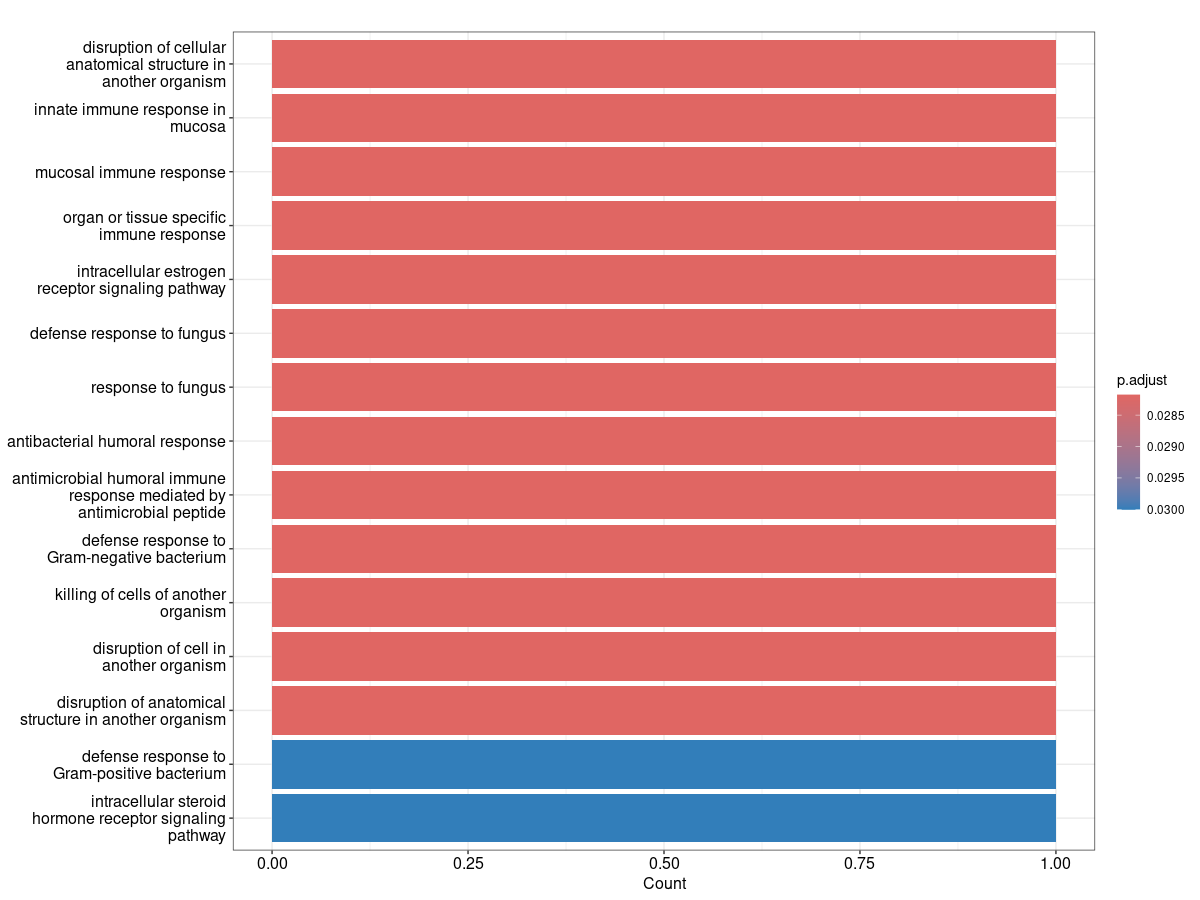 disruption of cellular
anatomical structure in
another organism
innate immune response in
mucosa
mucosal immune response
organ or tissue specific
immune response
intracellular estrogen
receptor signaling pathway
defense response to fungus
response to fungus
antibacterial humoral response
antimicrobial humoral immune
response mediated by
antimicrobial peptide
defense response to
Gram-negative bacterium
killing of cells of another
organism
disruption of cell in
another organism
disruption of anatomical
structure in another organism
defense response to
Gram-positive bacterium
intracellular steroid
hormone receptor signaling
pathway
0.00 0.25 0.50 0.75 1.00
Count
p.adjust
0.0285
0.0290
0.0295
0.0300